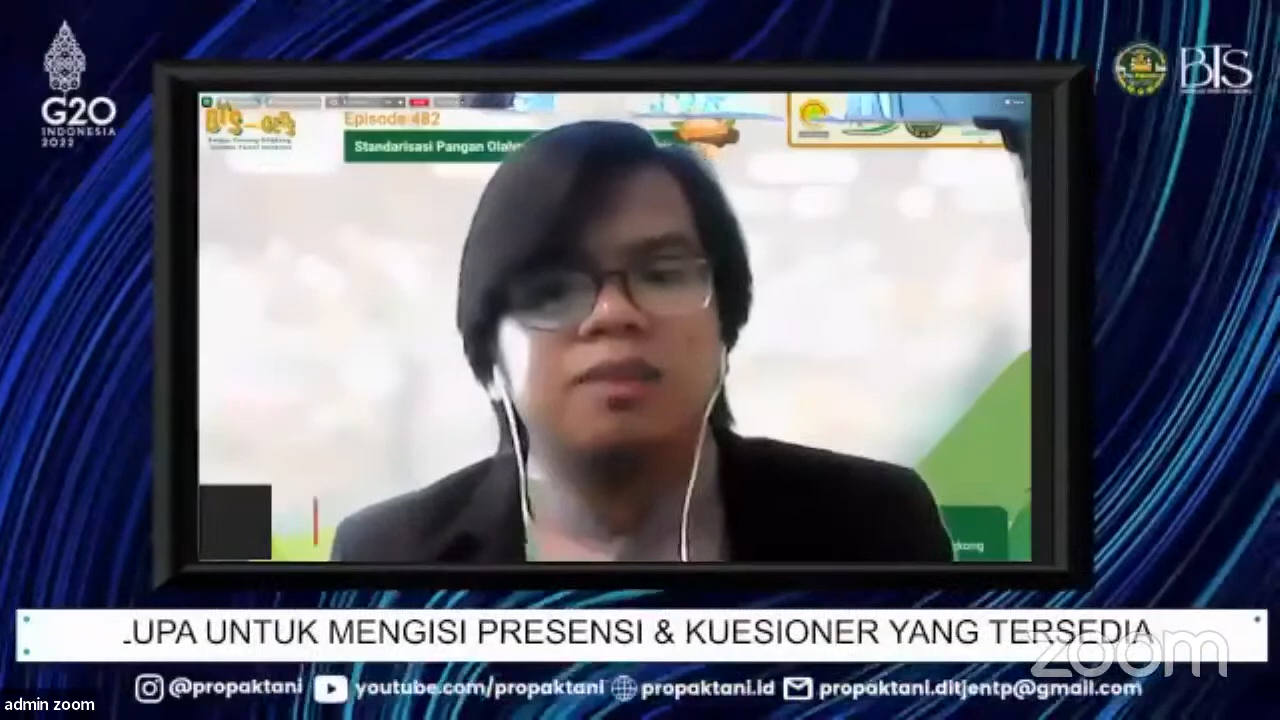 G20
INDONESIA
2022
BTS
Episode 482
Standarisasi Pangan
LUPA UNTUK MENGISI PRESENSI & KUESIONER YANG TERSEDIA
zoom
@propaktani
youtube.com/propaktani
propaktani.id
propaktani.ditjentp@gmail.com
admin zoom